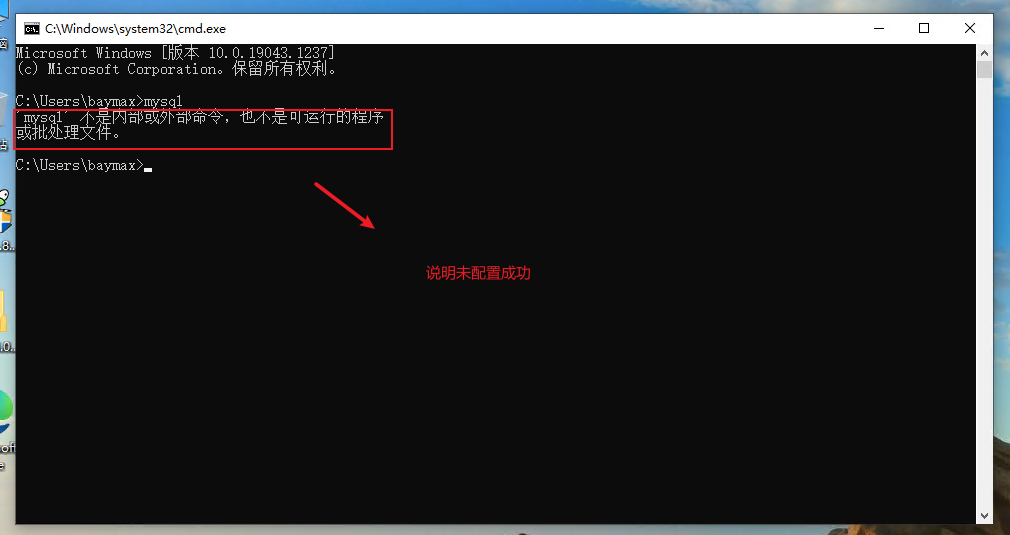 C:\Windows\system32\cmd.exe
Microsoft Windows [版本 10.0.19043.1237]
(c) Microsoft Corporation。保留所有权利。
C:\Users\baymax>mysql
'mysql' 不是内部或外部命令，也不是可运行的程序
或批处理文件。
C:\Users\baymax>
说明未配置成功